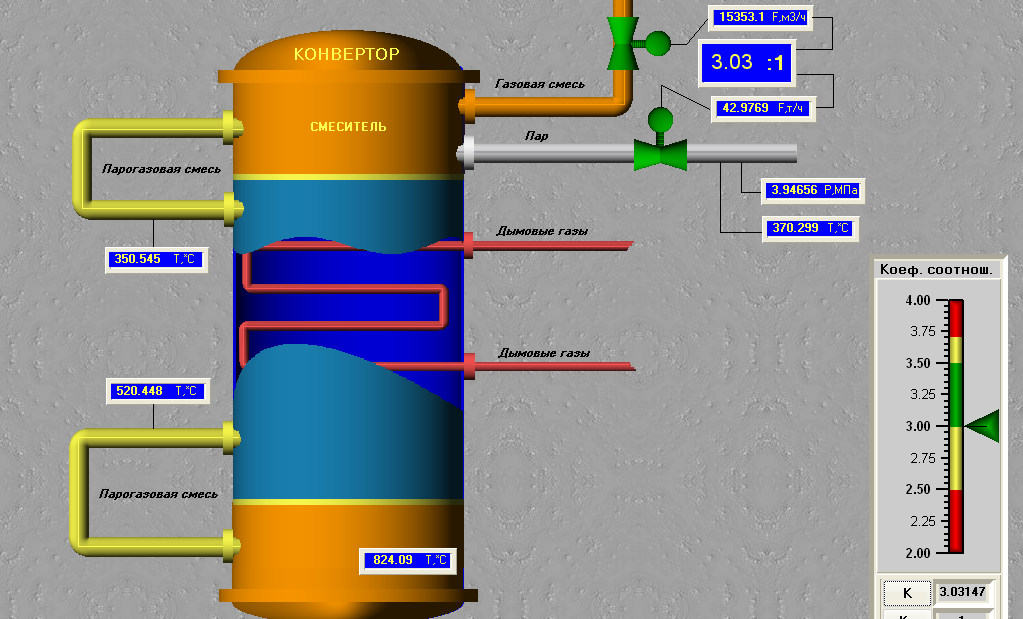 КОНВЕРТОР
СМЕСИТЕЛЬ
Газовая смесь
Пар
15353.1 F,м3/ч
3.03 :1
42.9769 F,т/ч
3.94656 P,МПа
370.299 T,°C
Парогазовая смесь
350.545 T,°C
Дымовые газы
Дымовые газы
520.448 T,°C
Парогазовая смесь
824.09 T,°C
Коеф. соотнош.
4.00
3.75
3.50
3.25
3.00
2.75
2.50
2.25
2.00
К 3.03147